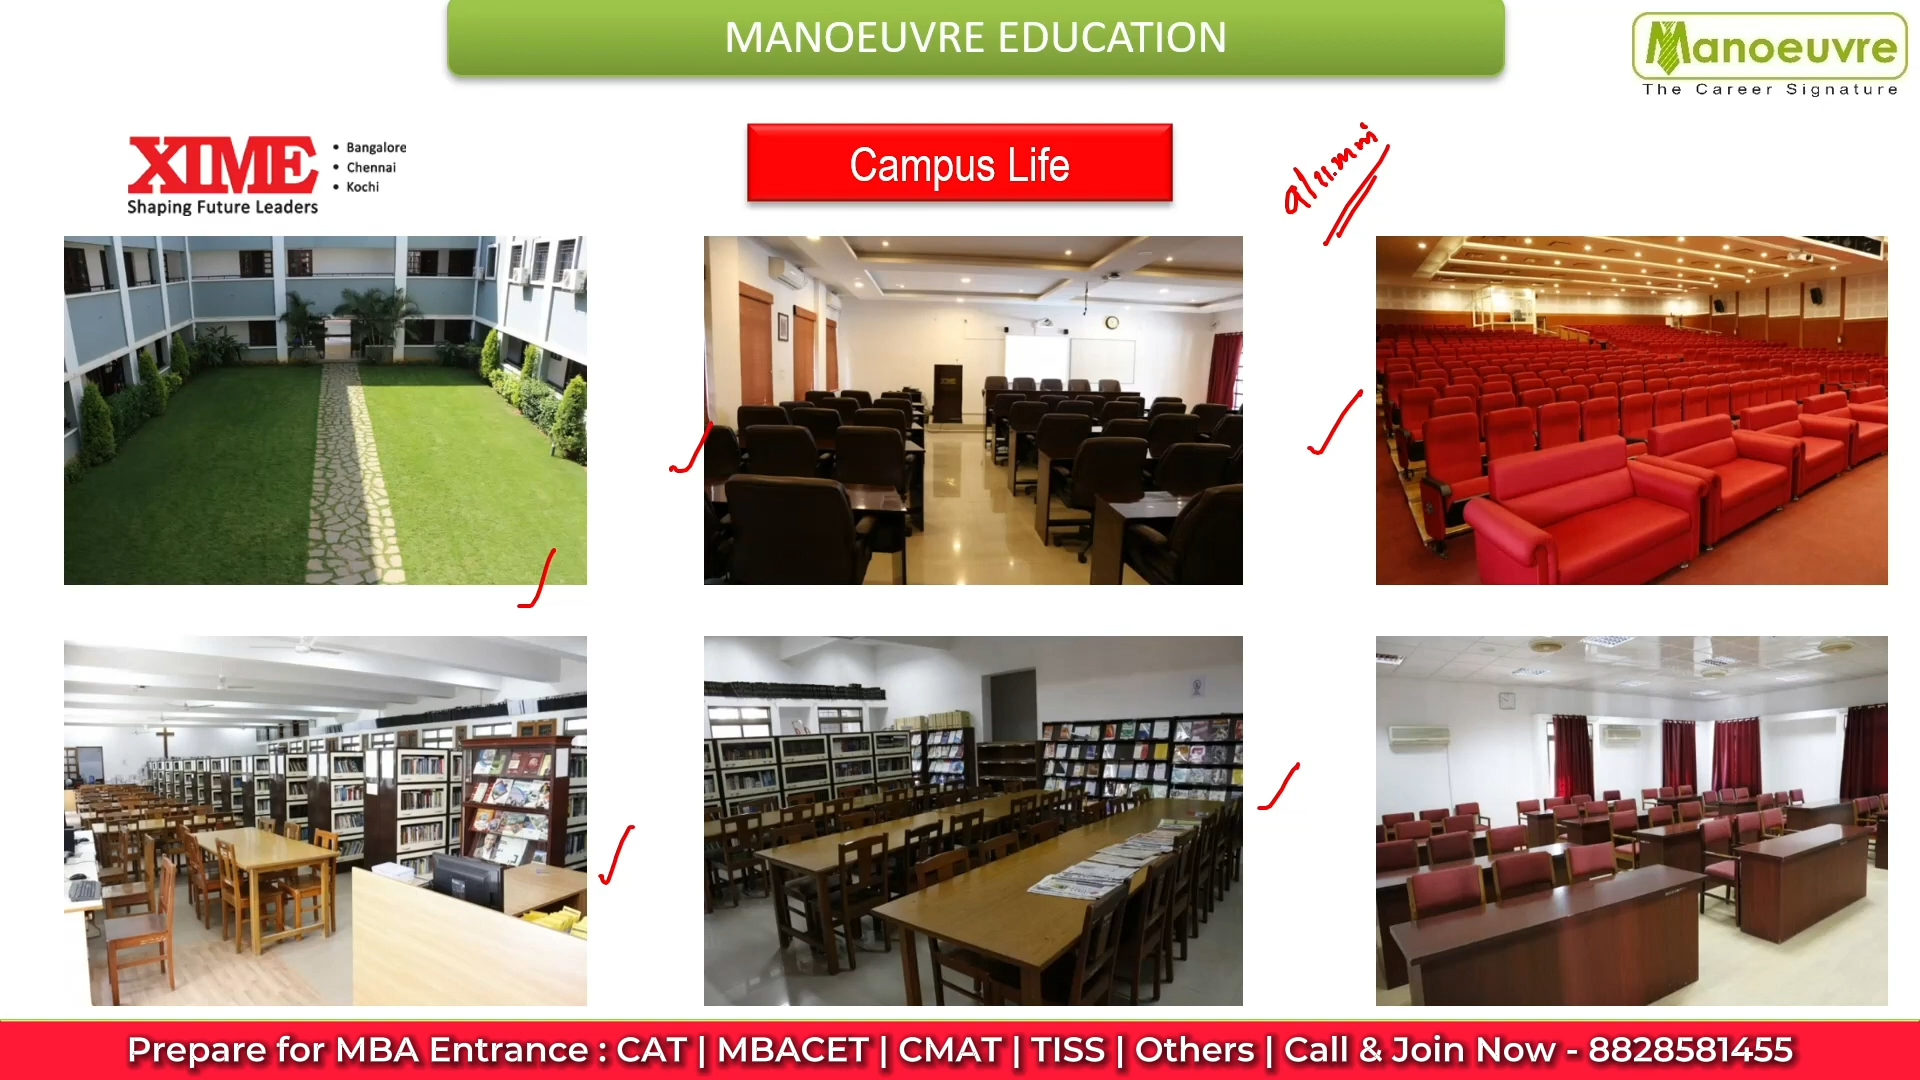 MANOEUVRE EDUCATION
Manoeuvre
The Career Signature
XIME
Shaping Future Leaders
• Bangalore
• Chennai
• Kochi
Campus Life
Prepare for MBA Entrance : CAT | MBACET | CMAT | TISS | Others | Call & Join Now - 8828581455